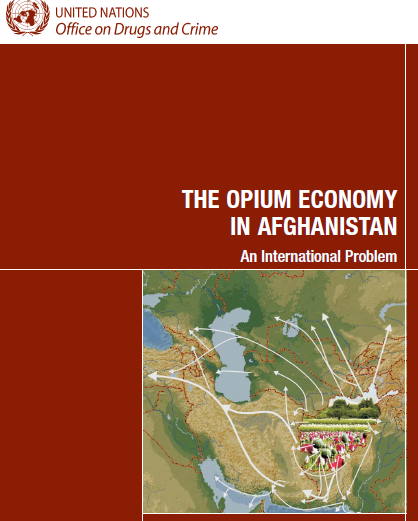 UNITED NATIONS
Office on Drugs and Crime
THE OPIUM ECONOMY
IN AFGHANISTAN
An International Problem